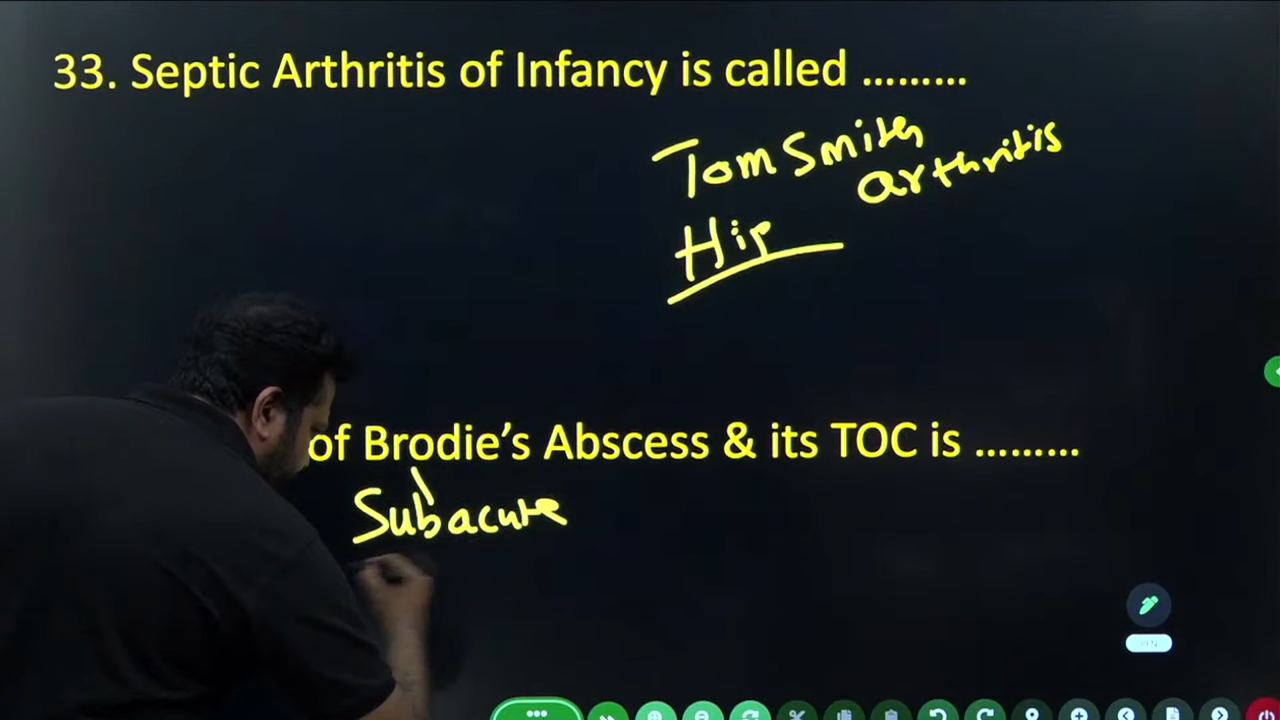 33. Septic Arthritis of Infancy is called ………
Tom Smith
arthritis
Hip
of Brodie's Abscess & its TOC is ………
Subacute